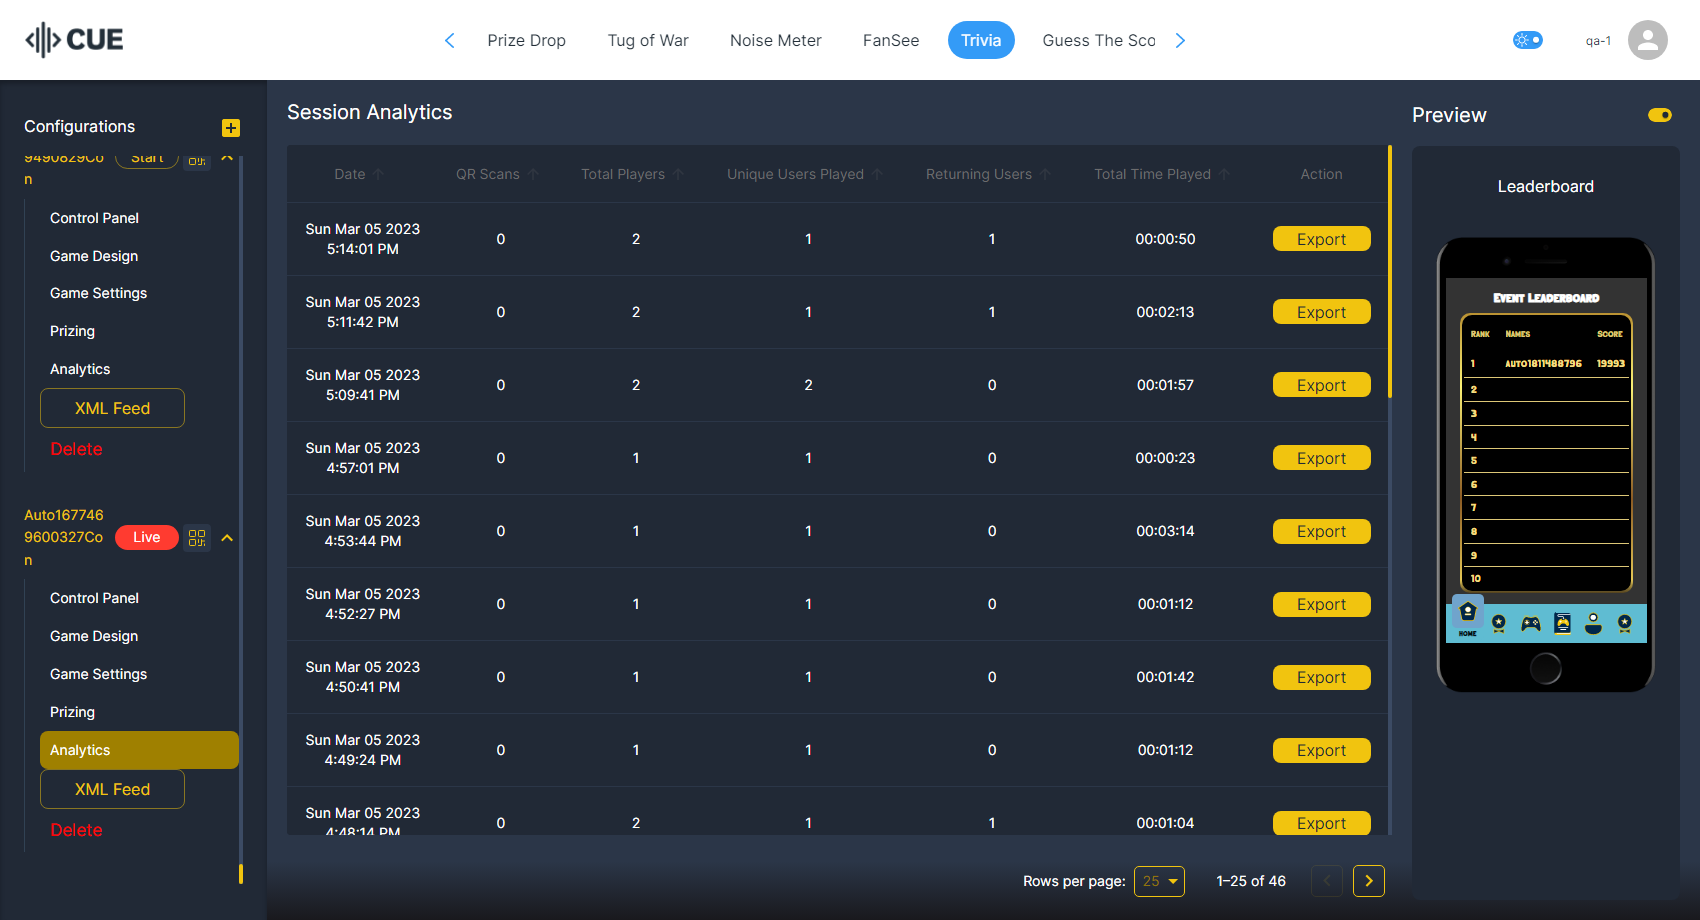 CUE
Prize Drop
Tug of War
Noise Meter
FanSee
Trivia
Guess The Sco
qa-1
Configurations
9490829Co
n
Start
Control Panel
Game Design
Game Settings
Prizing
Analytics
XML Feed
Delete
Auto167746
9600327Co
n
Live
Control Panel
Game Design
Game Settings
Prizing
Analytics
XML Feed
Delete
Session Analytics
Date QR Scans Total Players Unique Users Played Returning Users Total Time Played Action
Sun Mar 05 2023
5:14:01 PM 0 2 1 1 00:00:50 Export
Sun Mar 05 2023
5:11:42 PM 0 2 1 1 00:02:13 Export
Sun Mar 05 2023
5:09:41 PM 0 2 2 0 00:01:57 Export
Sun Mar 05 2023
4:57:01 PM 0 1 1 0 00:00:23 Export
Sun Mar 05 2023
4:53:44 PM 0 1 1 0 00:03:14 Export
Sun Mar 05 2023
4:52:27 PM 0 1 1 0 00:01:12 Export
Sun Mar 05 2023
4:50:41 PM 0 1 1 0 00:01:42 Export
Sun Mar 05 2023
4:49:24 PM 0 1 1 0 00:01:12 Export
Sun Mar 05 2023
4:48:14 PM 0 2 1 1 00:01:04 Export
Rows per page: 25 1–25 of 46
Preview
Leaderboard
Event Leaderboard
Rank Names Score
1 auto1811488796 19993
2
3
4
5
6
7
8
9
10
HOME